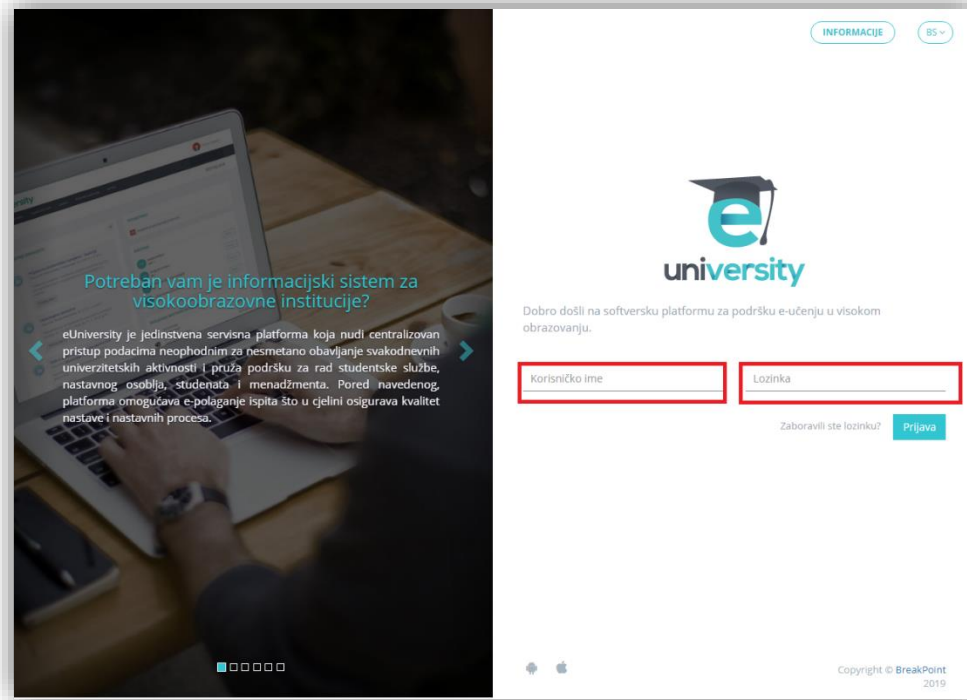 Potreban vam je informacijski sistem za
visokoobrazovne institucije?
eUniversity je jedinstvena servisna platforma koja nudi centralizovan
pristup podacima neophodnim za nesmetano obavljanje svakodnevnih
univerzitetskih aktivnosti i pruža podršku za rad studentske službe,
nastavnog osoblja, studenata i menadžmenta. Pored navedenog,
platforma omogućava e-polaganje ispita što u cjelini osigurava kvalitet
nastave i nastavnih procesa.
INFORMACIJE
BS
e
university
Dobro došli na softversku platformu za podršku e-učenju u visokom
obrazovanju.
Korisničko ime
Lozinka
Zaboravili ste lozinku?
Prijava
Copyright © BreakPoint
2019